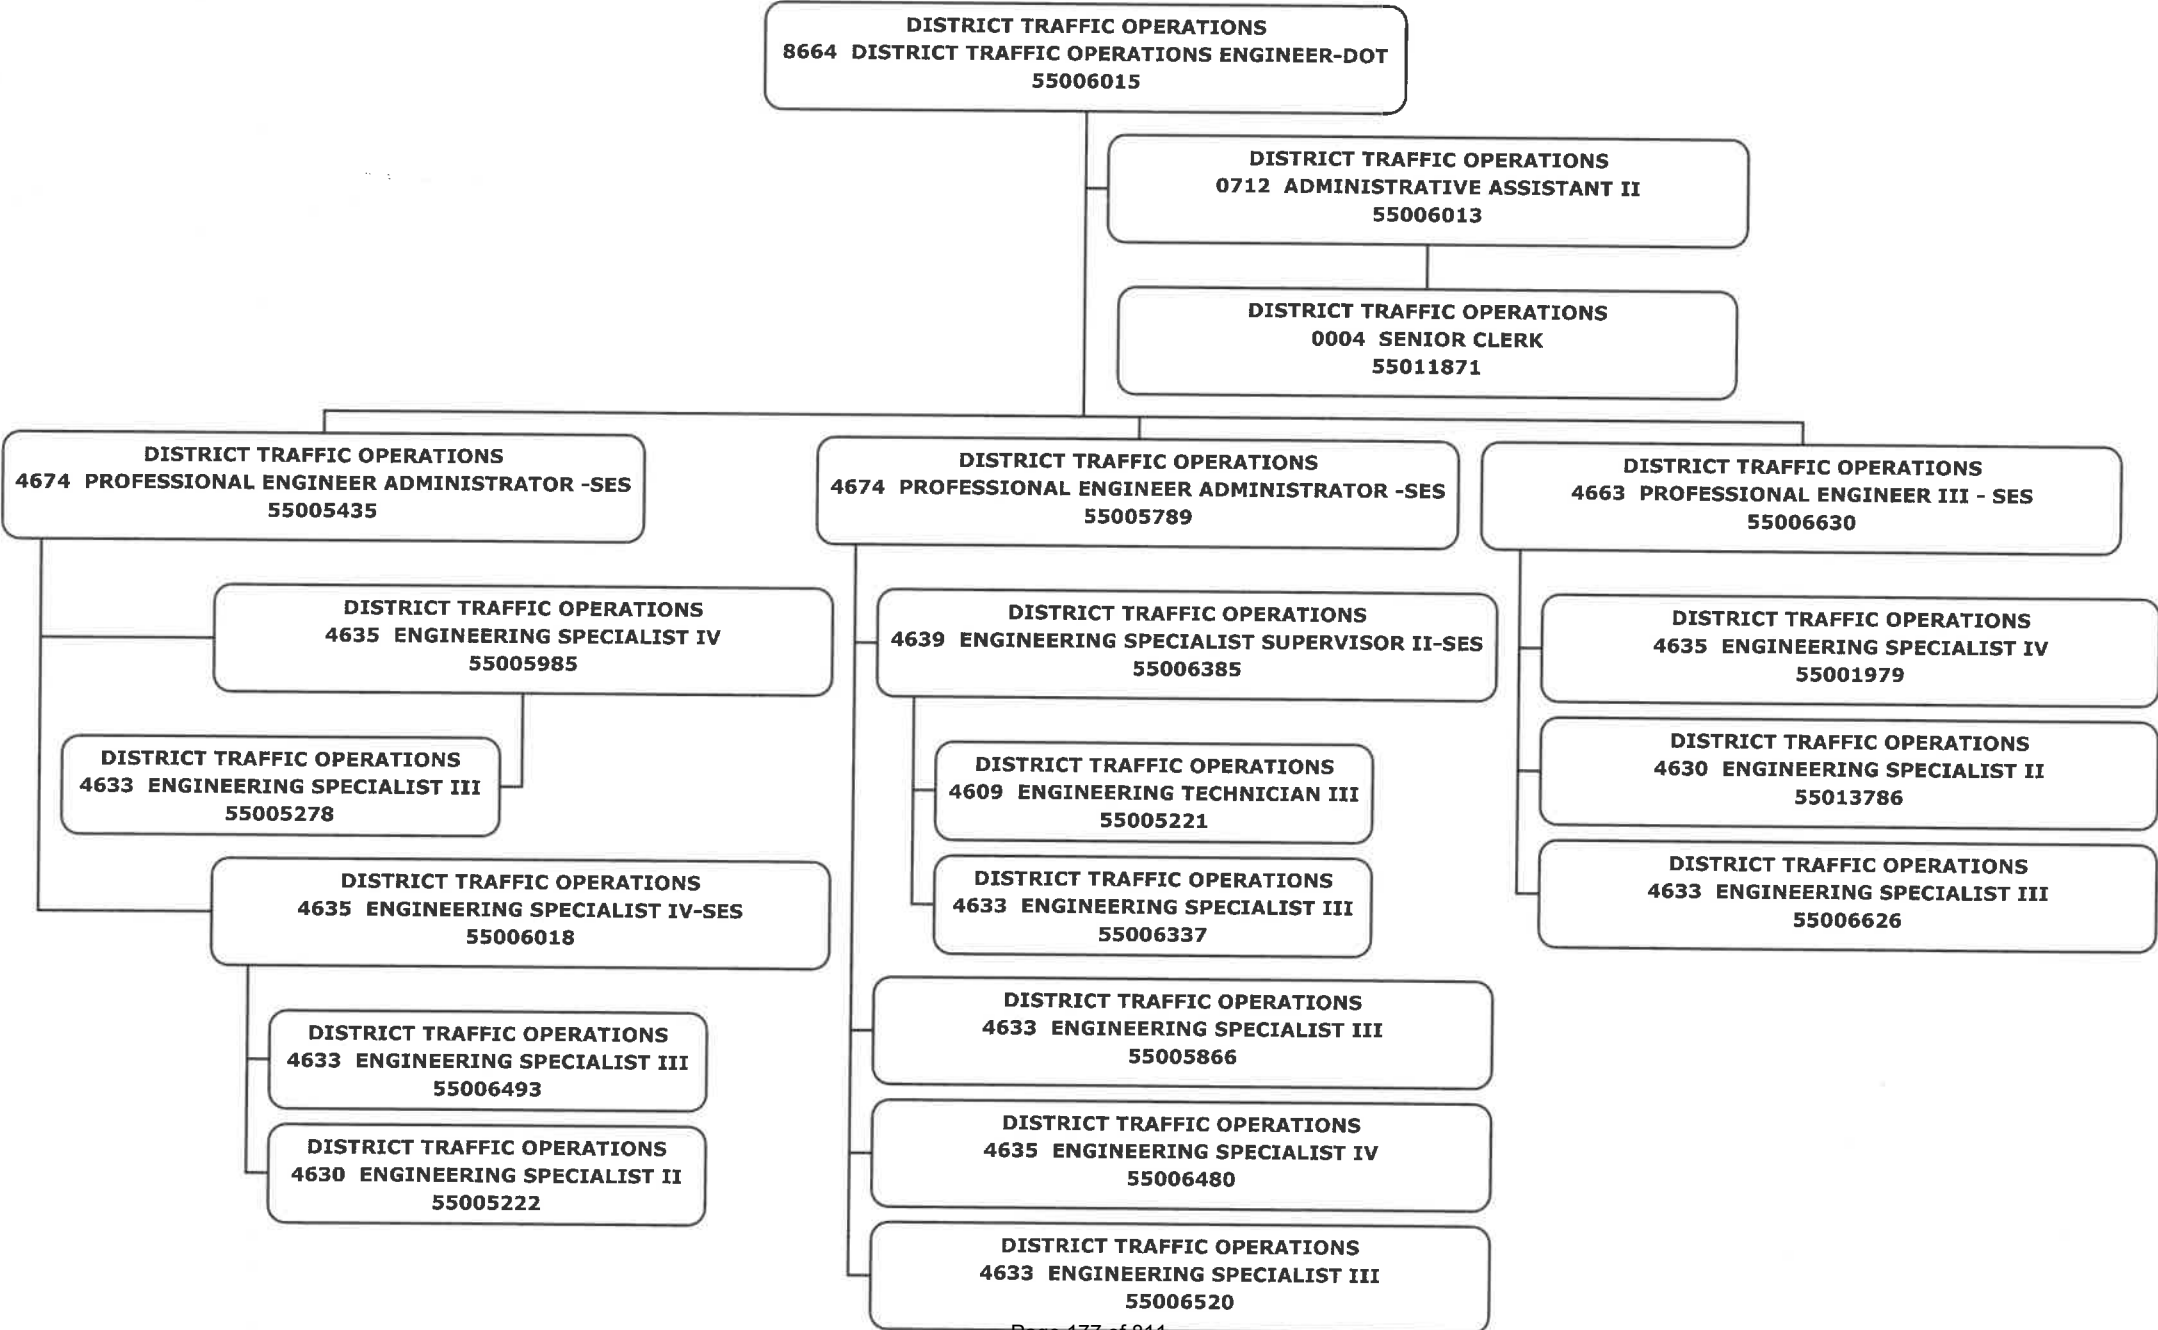 DISTRICT TRAFFIC OPERATIONS
8664 DISTRICT TRAFFIC OPERATIONS ENGINEER-DOT
55006015
DISTRICT TRAFFIC OPERATIONS
0712 ADMINISTRATIVE ASSISTANT II
55006013
DISTRICT TRAFFIC OPERATIONS
0004 SENIOR CLERK
55011871
DISTRICT TRAFFIC OPERATIONS
4674 PROFESSIONAL ENGINEER ADMINISTRATOR -SES
55005435
DISTRICT TRAFFIC OPERATIONS
4635 ENGINEERING SPECIALIST IV
55005985
DISTRICT TRAFFIC OPERATIONS
4633 ENGINEERING SPECIALIST III
55005278
DISTRICT TRAFFIC OPERATIONS
4635 ENGINEERING SPECIALIST IV-SES
55006018
DISTRICT TRAFFIC OPERATIONS
4633 ENGINEERING SPECIALIST III
55006493
DISTRICT TRAFFIC OPERATIONS
4630 ENGINEERING SPECIALIST II
55005222
DISTRICT TRAFFIC OPERATIONS
4674 PROFESSIONAL ENGINEER ADMINISTRATOR -SES
55005789
DISTRICT TRAFFIC OPERATIONS
4639 ENGINEERING SPECIALIST SUPERVISOR II-SES
55006385
DISTRICT TRAFFIC OPERATIONS
4609 ENGINEERING TECHNICIAN III
55005221
DISTRICT TRAFFIC OPERATIONS
4633 ENGINEERING SPECIALIST III
55006337
DISTRICT TRAFFIC OPERATIONS
4633 ENGINEERING SPECIALIST III
55005866
DISTRICT TRAFFIC OPERATIONS
4635 ENGINEERING SPECIALIST IV
55006480
DISTRICT TRAFFIC OPERATIONS
4633 ENGINEERING SPECIALIST III
55006520
DISTRICT TRAFFIC OPERATIONS
4663 PROFESSIONAL ENGINEER III - SES
55006630
DISTRICT TRAFFIC OPERATIONS
4635 ENGINEERING SPECIALIST IV
55001979
DISTRICT TRAFFIC OPERATIONS
4630 ENGINEERING SPECIALIST II
55013786
DISTRICT TRAFFIC OPERATIONS
4633 ENGINEERING SPECIALIST III
55006626
Page 177 of